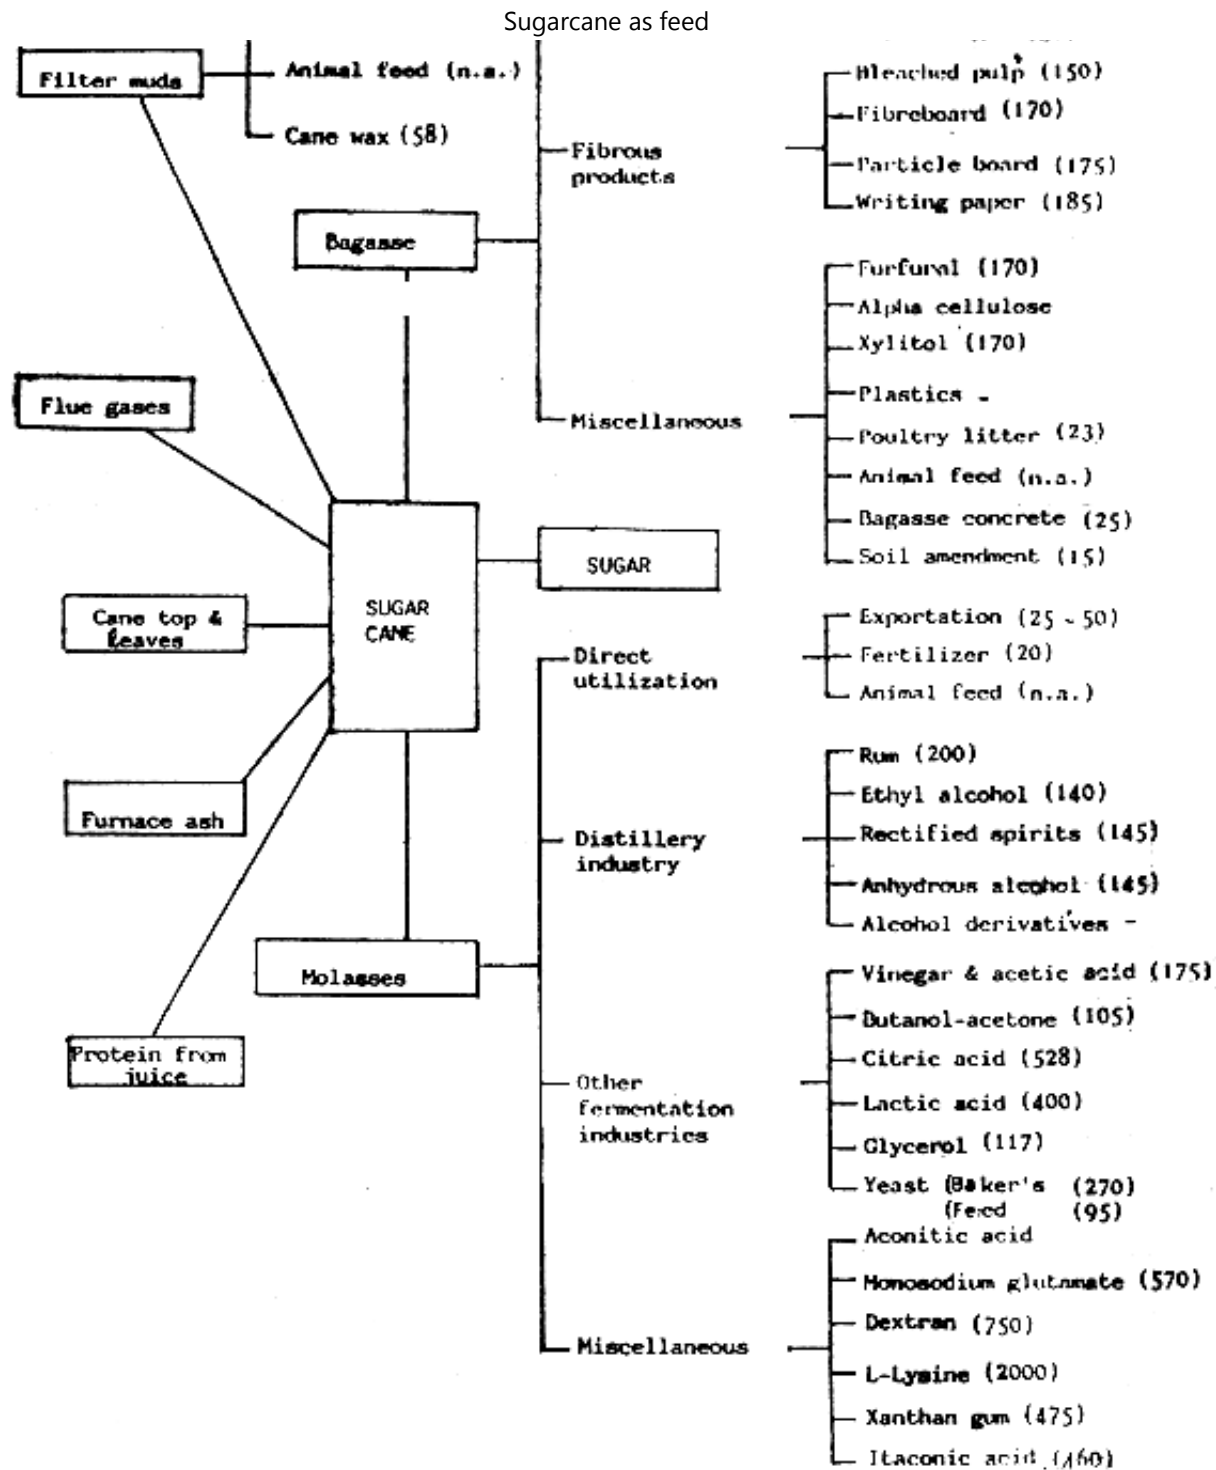 Sugarcane as feed
Filter muds
Animal feed (n.a.)
Cane wax (58)
Bagasse
Fibrous
products
Bleached pulp (150)
Fibreboard (170)
Particle board (175)
Writing paper (185)
Miscellaneous
Furfural (170)
Alpha cellulose
Xylitol (170)
Plastics -
Poultry litter (23)
Animal feed (n.a.)
Bagasse concrete (25)
Soil amendment (15)
Flue gases
SUGAR
CANE
SUGAR
Cane top &
leaves
Furnace ash
Protein from
juice
Molasses
Direct
utilization
Exportation (25 - 50)
Fertilizer (20)
Animal feed (n.a.)
Distillery
industry
Rum (200)
Ethyl alcohol (140)
Rectified spirits (145)
Anhydrous alcohol (145)
Alcohol derivatives -
Other
fermentation
industries
Vinegar & acetic acid (175)
Butanol-acetone (105)
Citric acid (528)
Lactic acid (400)
Glycerol (117)
Yeast (Baker's (270)
(Feed (95)
Miscellaneous
Aconitic acid
Monosodium glutamate (570)
Dextran (750)
L-Lysine (2000)
Xanthan gum (475)
Itaconic acid (460)